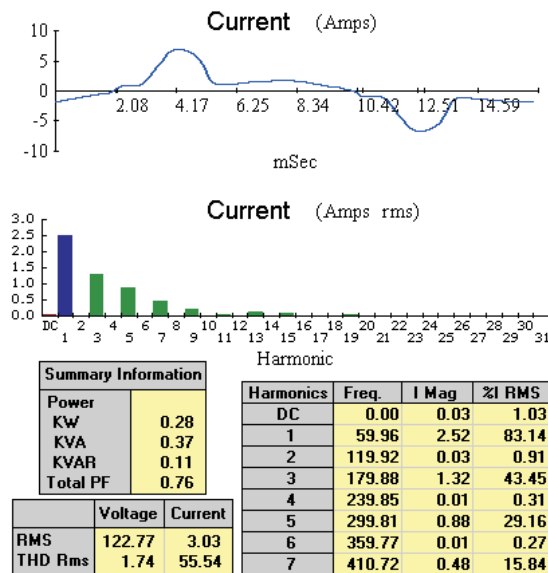 Current (Amps)
10
5
0
-5
-10
2.08 4.17 6.25 8.34 10.42 12.51 14.59
mSec
Current (Amps rms)
3.0
2.5
2.0
1.5
1.0
0.5
0.0
DC 2 4 6 8 10 12 14 16 18 20 22 24 26 28 30
1 3 5 7 9 11 13 15 17 19 21 23 25 27 29 31
Harmonic
Summary Information
Power
KW 0.28
KVA 0.37
KVAR 0.11
Total PF 0.76
Voltage Current
RMS 122.77 3.03
THD Rms 1.74 55.54
Harmonics Freq. I Mag %I RMS
DC 0.00 0.03 1.03
1 59.96 2.52 83.14
2 119.92 0.03 0.91
3 179.88 1.32 43.45
4 239.85 0.01 0.31
5 299.81 0.88 29.16
6 359.77 0.01 0.27
7 410.72 0.48 15.84